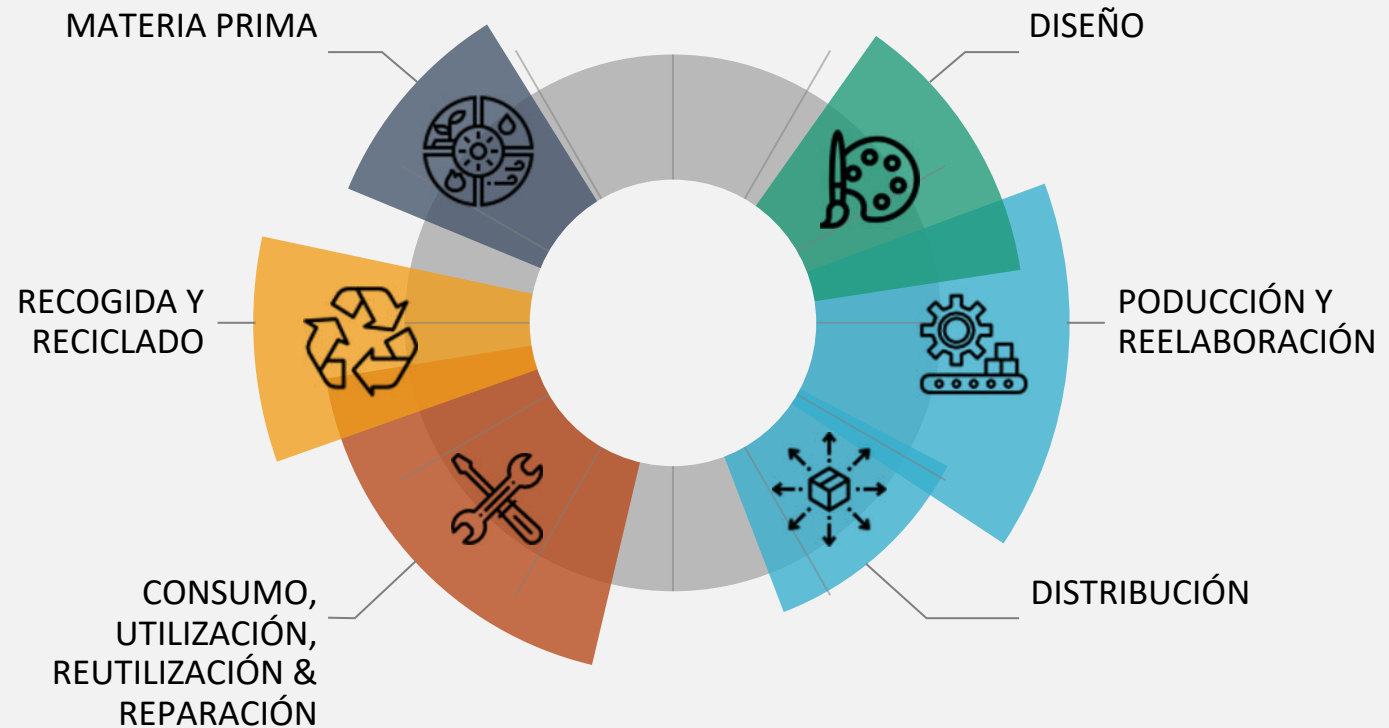 MATERIA PRIMA
DISEÑO
RECOGIDA Y
RECICLADO
PODUCCIÓN Y
REELABORACIÓN
CONSUMO,
UTILIZACIÓN,
REUTILIZACIÓN &
REPARACIÓN
DISTRIBUCIÓN